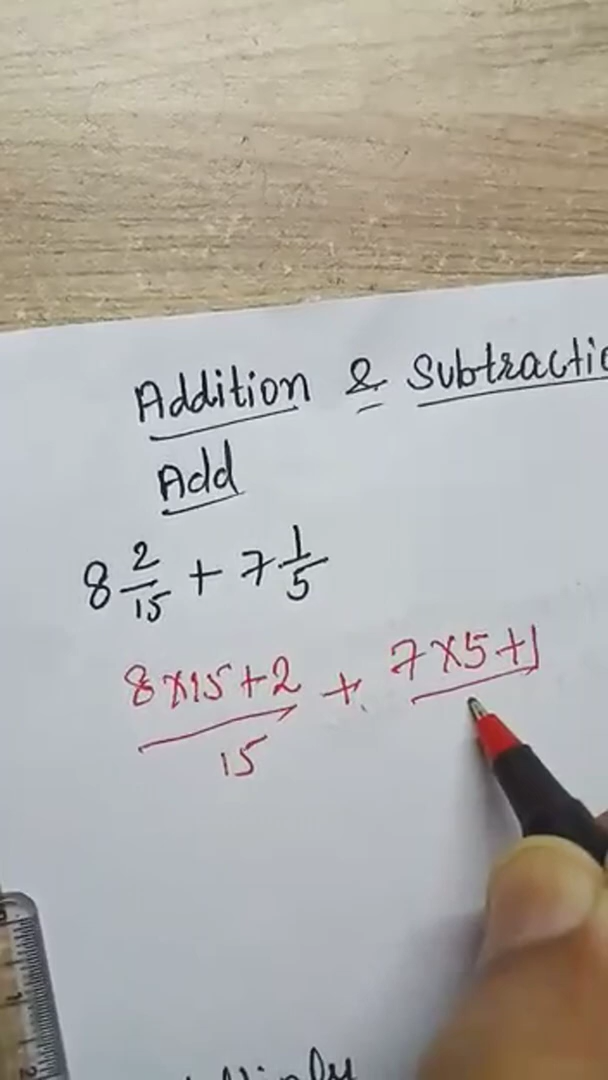 Addition & Subtractio
Add
8 2/15 + 7 1/5
8×15+2/15 + 7×5+1/